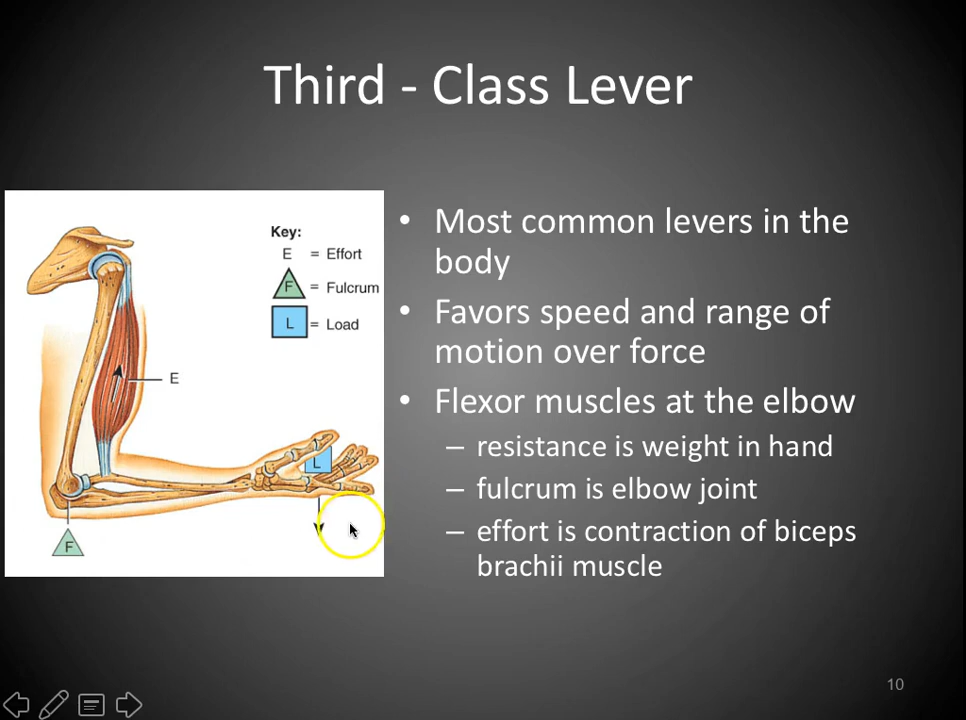 Third - Class Lever
Key:
E = Effort
F = Fulcrum
L = Load
E
L
F
• Most common levers in the
body
• Favors speed and range of
motion over force
• Flexor muscles at the elbow
– resistance is weight in hand
– fulcrum is elbow joint
– effort is contraction of biceps
brachii muscle
10